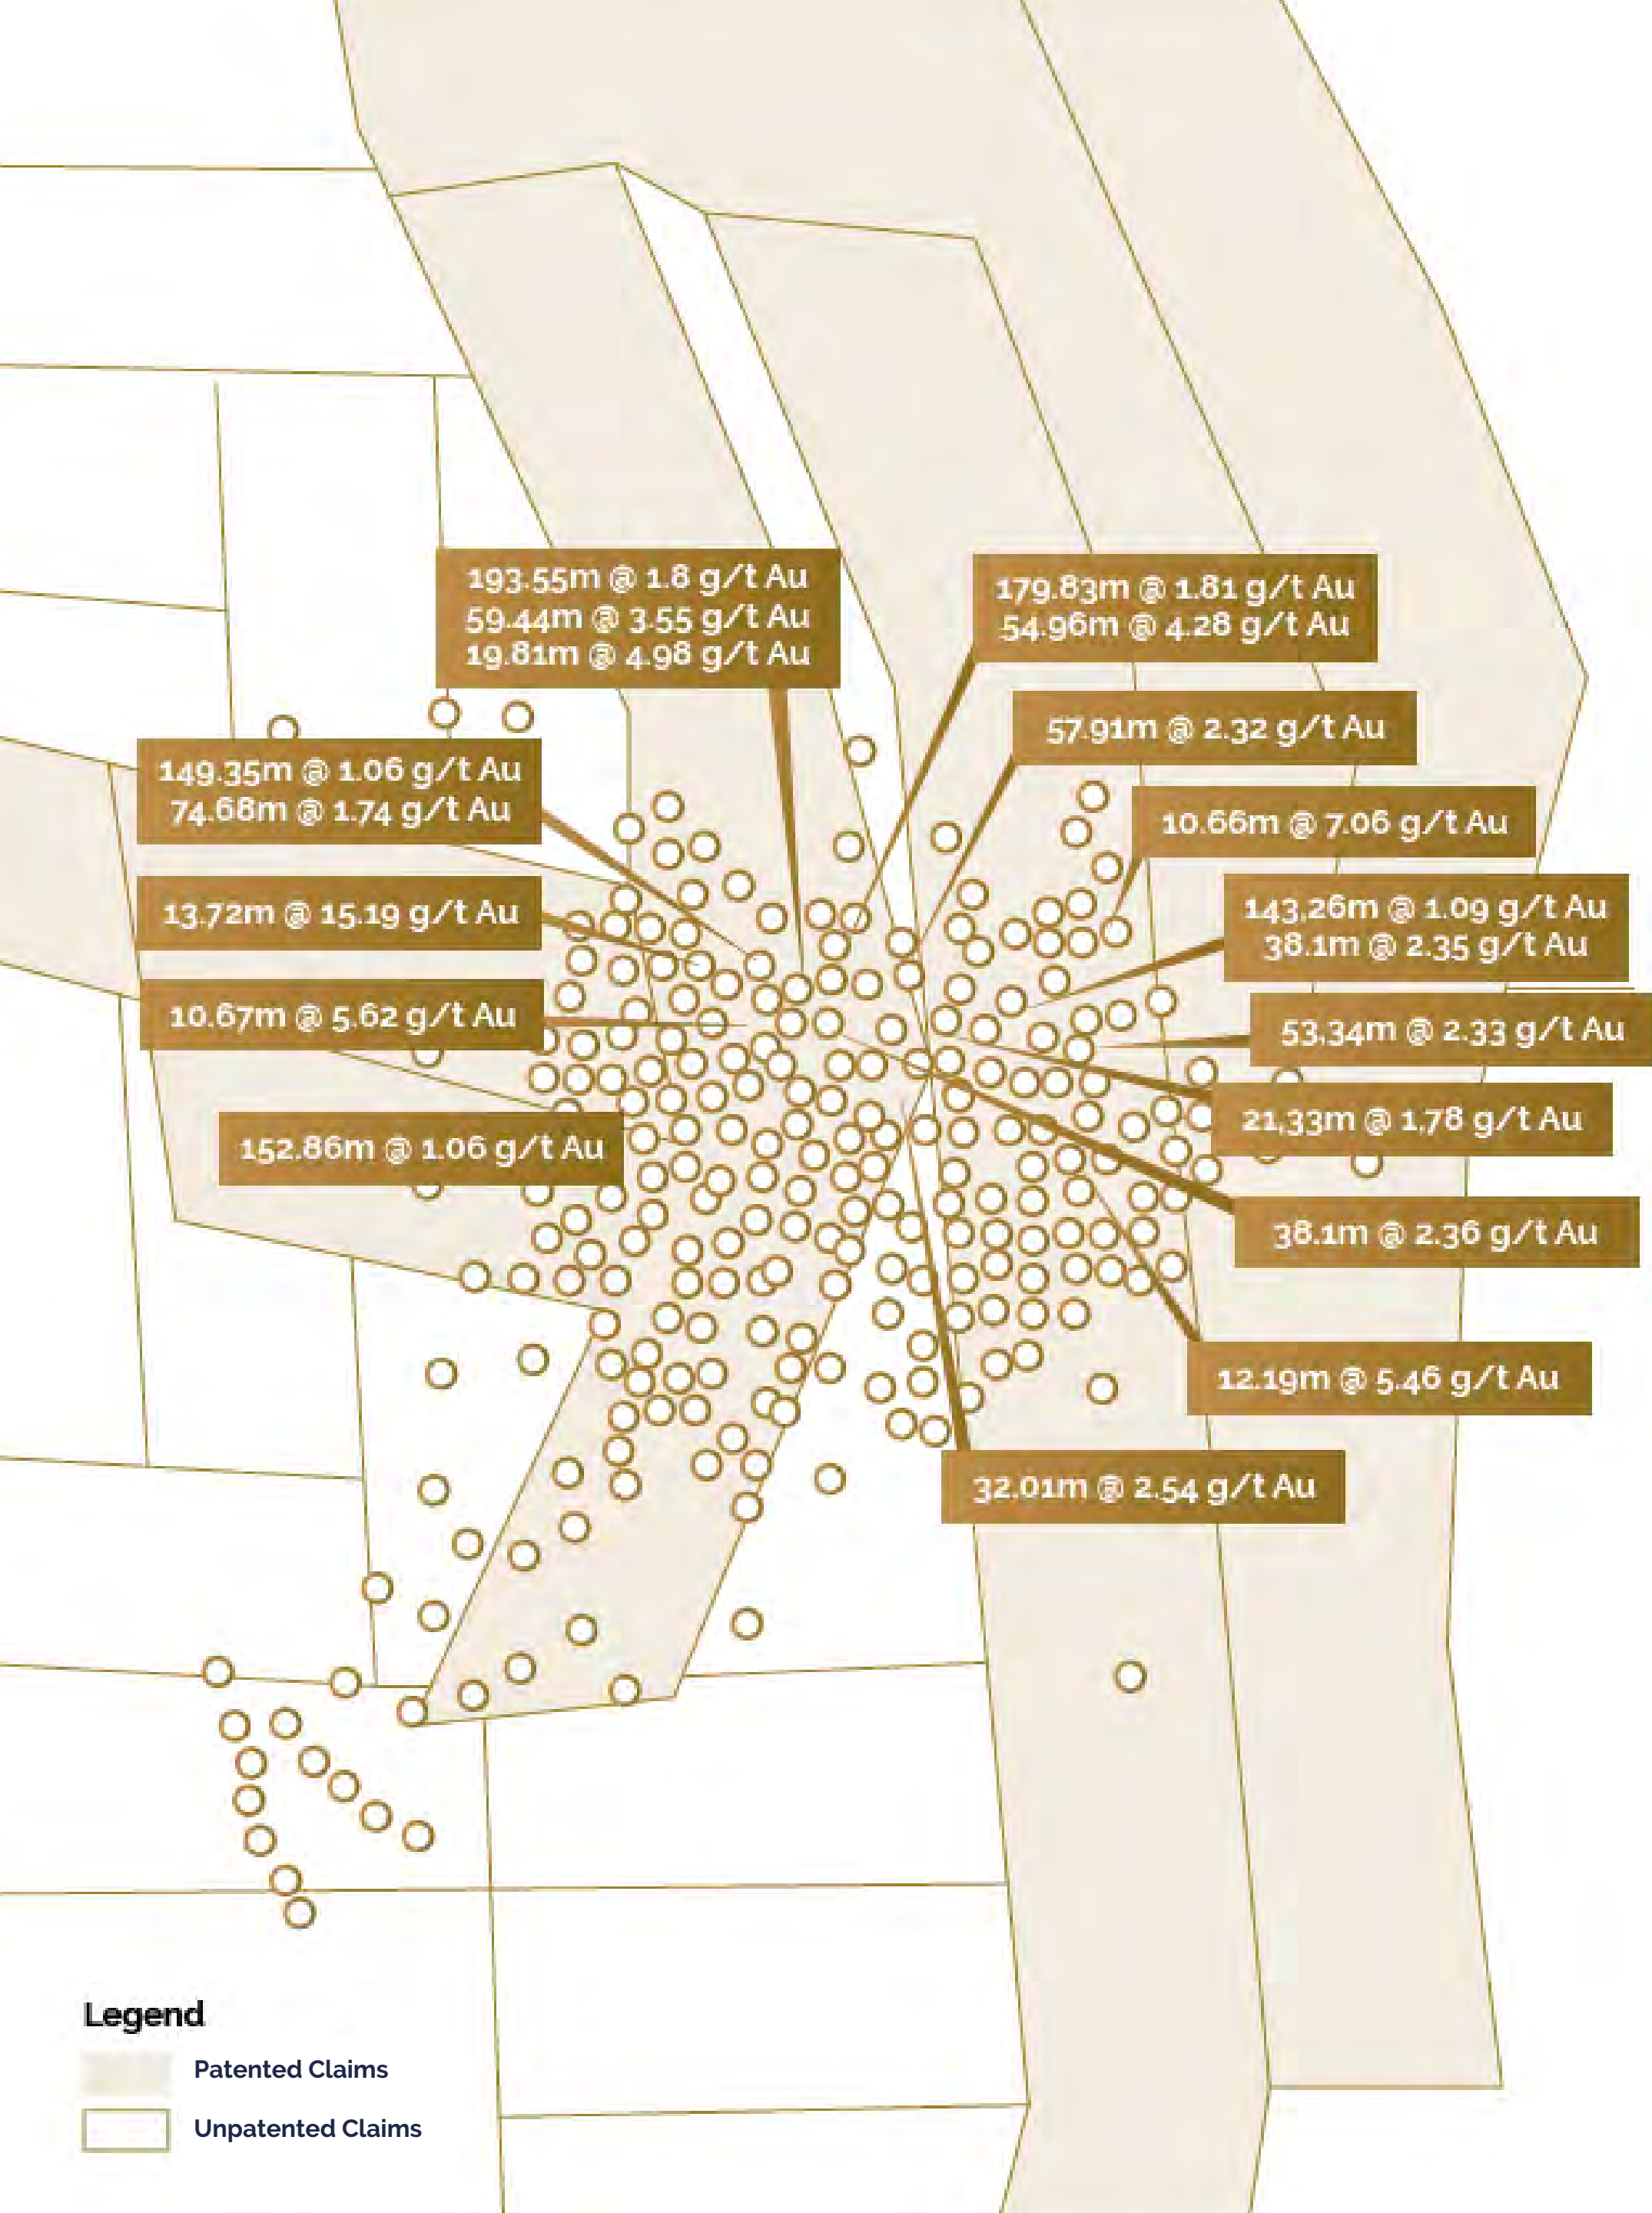 193.55m @ 1.8 g/t Au
59.44m @ 3.55 g/t Au
19.81m @ 4.98 g/t Au
179.83m @ 1.81 g/t Au
54.96m @ 4.28 g/t Au
57.91m @ 2.32 g/t Au
149.35m @ 1.06 g/t Au
74.68m @ 1.74 g/t Au
10.66m @ 7.06 g/t Au
13.72m @ 15.19 g/t Au
143,26m @ 1.09 g/t Au
38.1m @ 2.35 g/t Au
10.67m @ 5.62 g/t Au
53,34m @ 2.33 g/t Au
21,33m @ 1,78 g/t Au
152.86m @ 1.06 g/t Au
38.1m @ 2.36 g/t Au
12.19m @ 5.46 g/t Au
32.01m @ 2.54 g/t Au
Legend
Patented Claims
Unpatented Claims